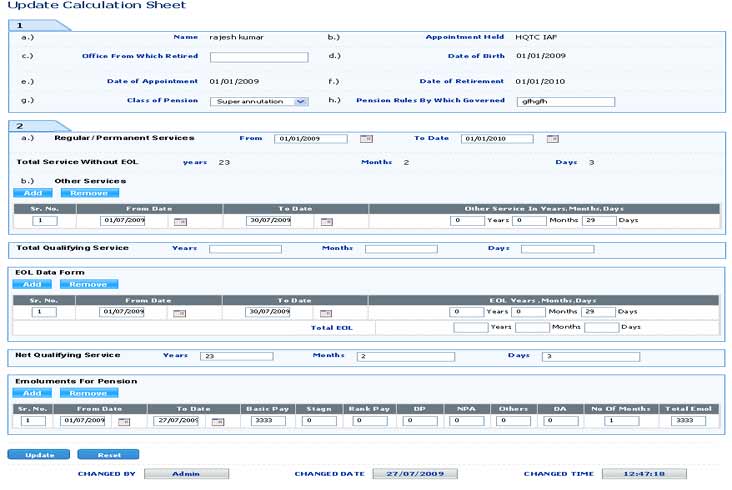 Update Calculation Sheet
1
a.) Name rajesh kumar b.) Appointment Held HQTC IAF
c.) Office From Which Retired d.) Date of Birth 01/01/2009
e.) Date of Appointment 01/01/2009 f.) Date of Retirement 01/01/2010
g.) Class of Pension Superannutation h.) Pension Rules By Which Governed gfhgfh
2
a.) Regular/Permanent Services From 01/01/2009 To Date 01/01/2010
Total Service Without EOL years 23 Months 2 Days 3
b.) Other Services
Add Remove
Sr. No. From Date To Date Other Service In Years,Months,Days
1 01/07/2009 30/07/2009 0 Years 0 Months 29 Days
Total Qualifying Service Years Months Days
EOL Data Form
Add Remove
Sr. No. From Date To Date EOL Years ,Months,Days
1 01/07/2009 30/07/2009 0 Years 0 Months 29 Days
Total EOL Years Months Days
Net Qualifying Service Years 23 Months 2 Days 3
Emoluments For Pension
Add Remove
Sr. No. From Date To Date Basic Pay Stagn Rank Pay DP NPA Others DA No Of Months Total Emol
1 01/07/2009 27/07/2009 3333 0 0 0 0 0 0 1 3333
Update Reset
CHANGED BY Admin CHANGED DATE 27/07/2009 CHANGED TIME 12:47:18